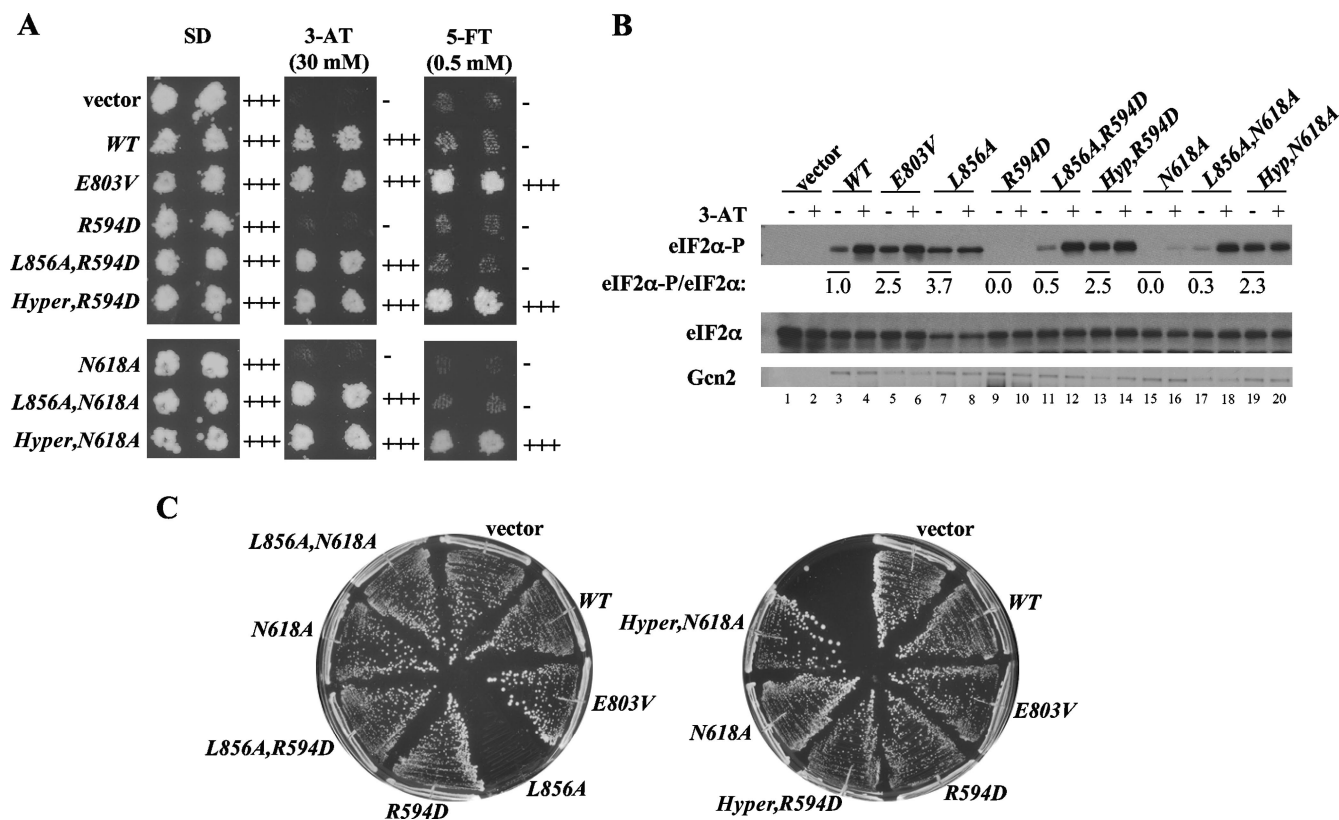 A
SD
3-AT
(30 mM)
5-FT
(0.5 mM)
vector +++ - -
WT +++ +++ -
E803V +++ +++ +++
R594D +++ - -
L856A,R594D +++ +++ -
Hyper,R594D +++ +++ +++
N618A +++ - -
L856A,N618A +++ +++ -
Hyper,N618A +++ +++ +++
B
vector WT E803V L856A R594D L856A,R594D Hyp,R594D N618A L856A,N618A Hyp,N618A
3-AT - + - + - + - + - + - + - + - + - + - +
eIF2α-P
eIF2α-P/eIF2α: 1.0 2.5 3.7 0.0 0.5 2.5 0.0 0.3 2.3
eIF2α
Gcn2
1 2 3 4 5 6 7 8 9 10 11 12 13 14 15 16 17 18 19 20
C
vector
WT
E803V
L856A
R594D
L856A,R594D
N618A
L856A,N618A
vector
WT
E803V
R594D
Hyper,R594D
N618A
Hyper,N618A